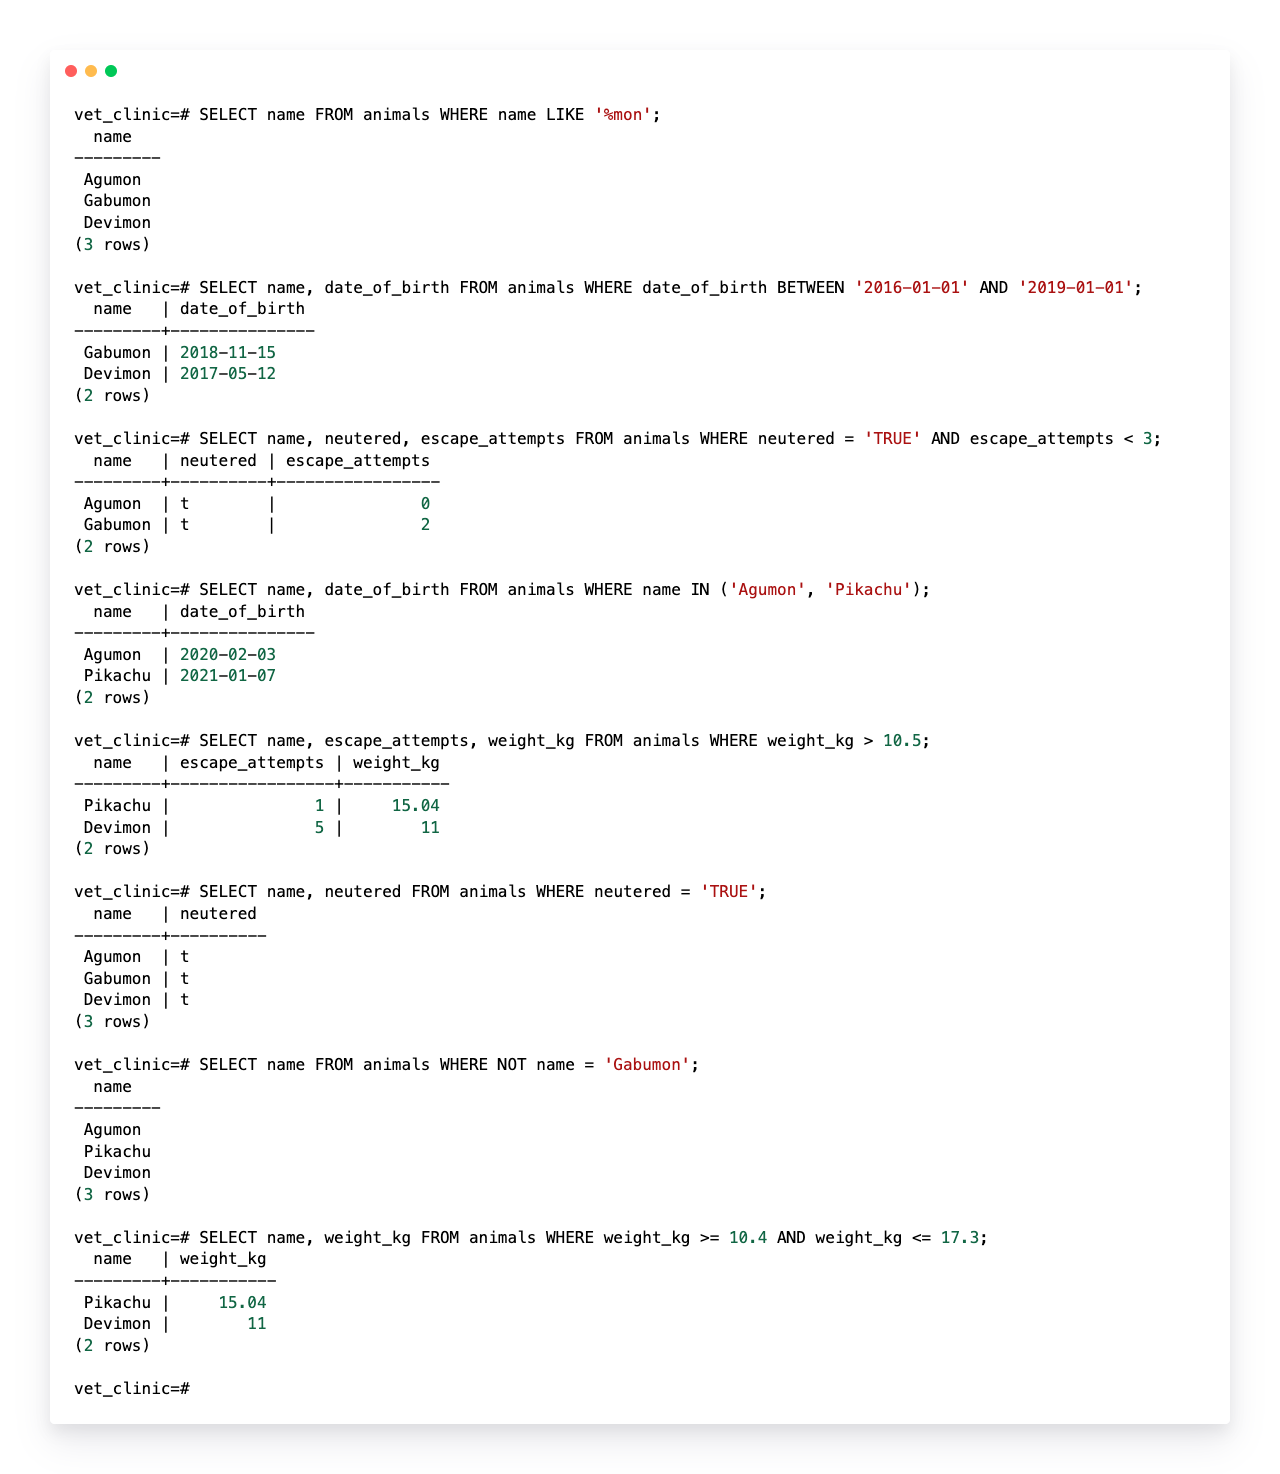 vet_clinic=# SELECT name FROM animals WHERE name LIKE '%mon';
  name
---------
 Agumon
 Gabumon
 Devimon
(3 rows)

vet_clinic=# SELECT name, date_of_birth FROM animals WHERE date_of_birth BETWEEN '2016-01-01' AND '2019-01-01';
  name   | date_of_birth
---------+---------------
 Gabumon | 2018-11-15
 Devimon | 2017-05-12
(2 rows)

vet_clinic=# SELECT name, neutered, escape_attempts FROM animals WHERE neutered = 'TRUE' AND escape_attempts < 3;
  name   | neutered | escape_attempts
---------+----------+-----------------
 Agumon  | t        |               0
 Gabumon | t        |               2
(2 rows)

vet_clinic=# SELECT name, date_of_birth FROM animals WHERE name IN ('Agumon', 'Pikachu');
  name   | date_of_birth
---------+---------------
 Agumon  | 2020-02-03
 Pikachu | 2021-01-07
(2 rows)

vet_clinic=# SELECT name, escape_attempts, weight_kg FROM animals WHERE weight_kg > 10.5;
  name   | escape_attempts | weight_kg
---------+-----------------+-----------
 Pikachu |               1 |     15.04
 Devimon |               5 |        11
(2 rows)

vet_clinic=# SELECT name, neutered FROM animals WHERE neutered = 'TRUE';
  name   | neutered
---------+----------
 Agumon  | t
 Gabumon | t
 Devimon | t
(3 rows)

vet_clinic=# SELECT name FROM animals WHERE NOT name = 'Gabumon';
  name
---------
 Agumon
 Pikachu
 Devimon
(3 rows)

vet_clinic=# SELECT name, weight_kg FROM animals WHERE weight_kg >= 10.4 AND weight_kg <= 17.3;
  name   | weight_kg
---------+-----------
 Pikachu |     15.04
 Devimon |        11
(2 rows)

vet_clinic=#